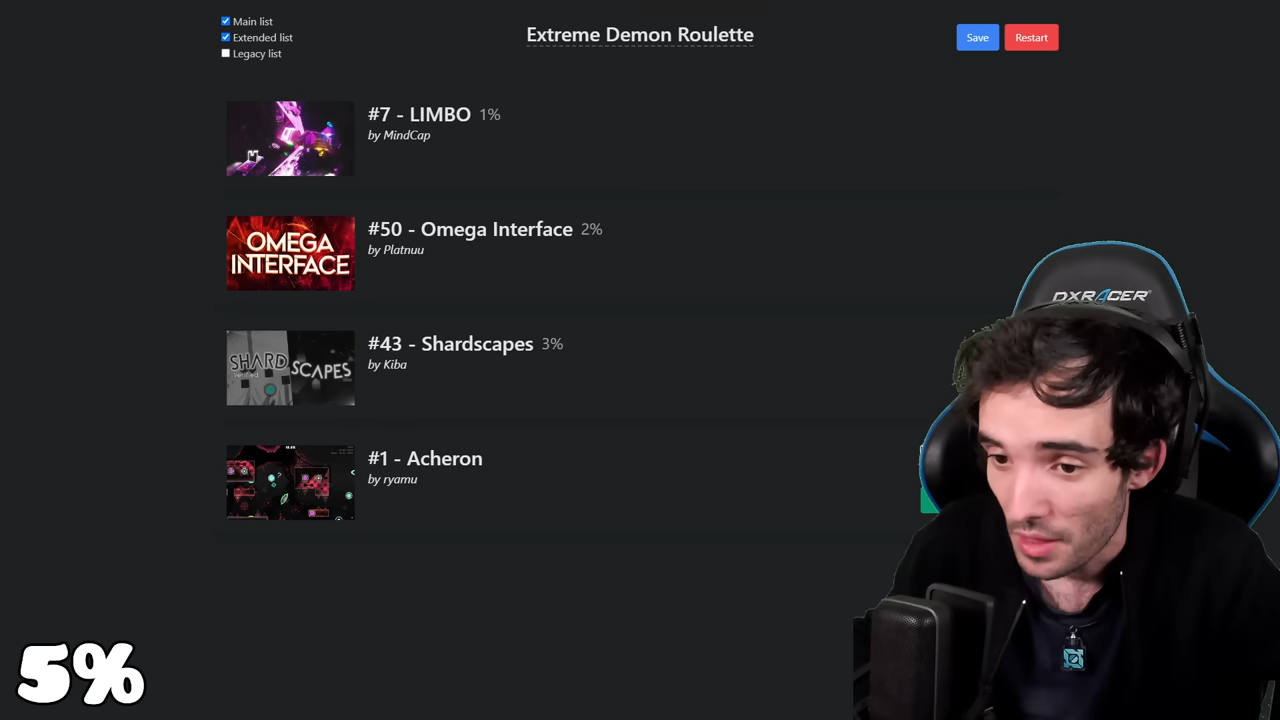 Main list
Extended list
Legacy list
Extreme Demon Roulette
Save
Restart
#7 - LIMBO 1%
by MindCap
OMEGA
INTERFACE
#50 - Omega Interface 2%
by Platnuu
SHARD
SCAPES
#43 - Shardscapes 3%
by Kiba
#1 - Acheron
by ryamu
DXRACER
5%